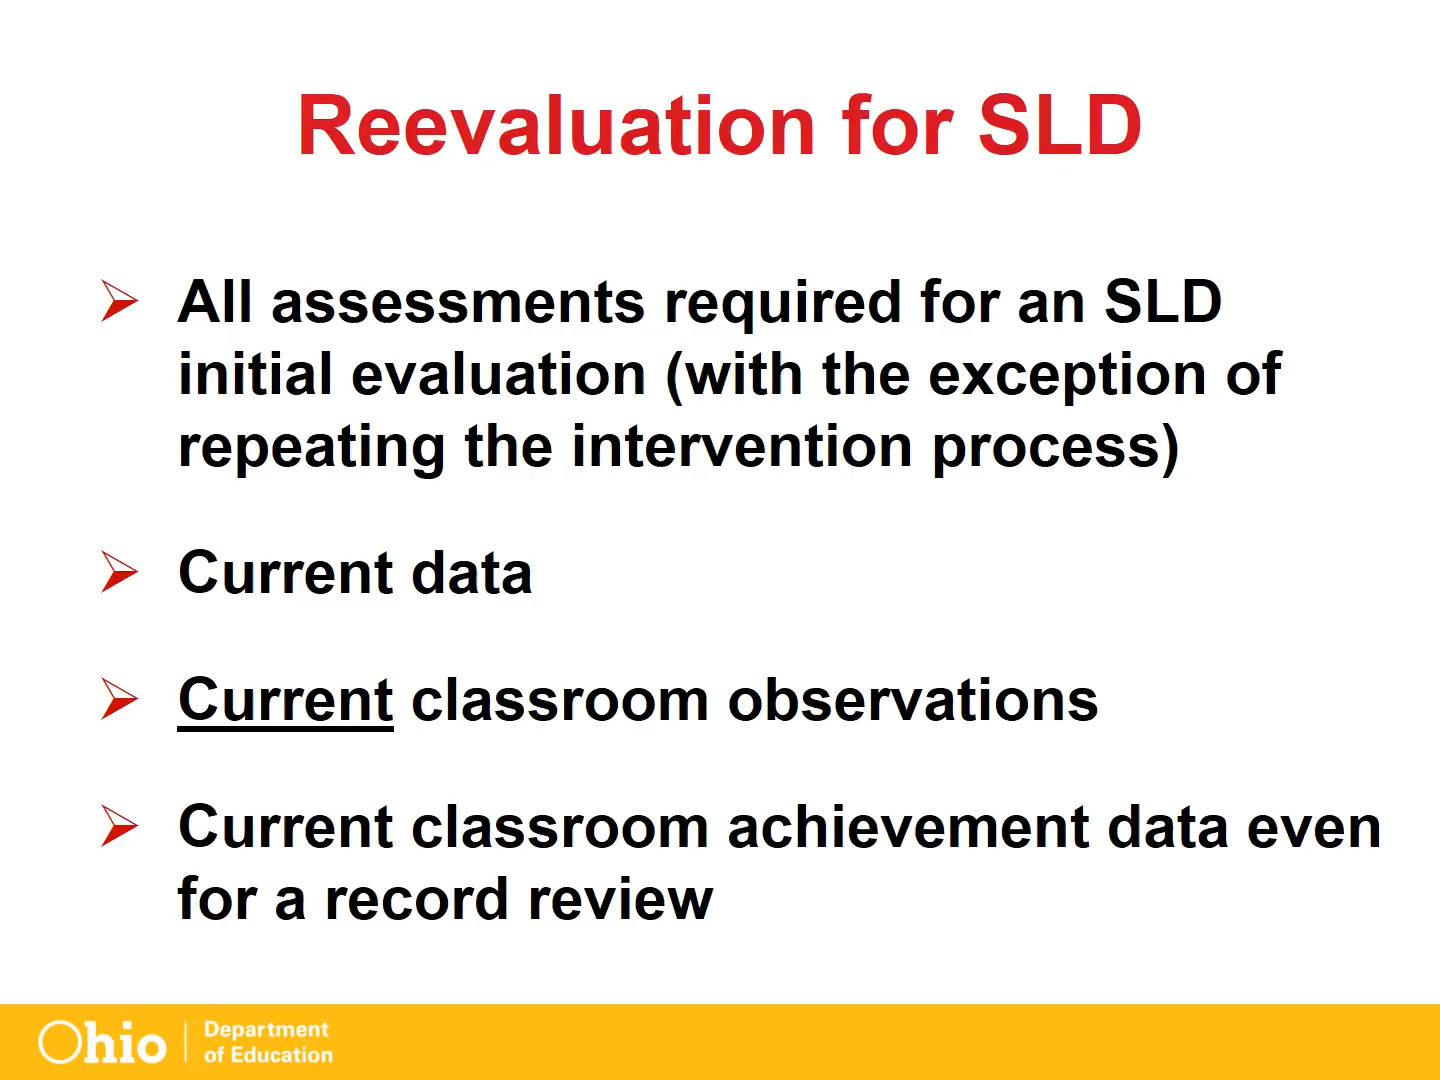 Reevaluation for SLD
All assessments required for an SLD
initial evaluation (with the exception of
repeating the intervention process)
Current data
Current classroom observations
Current classroom achievement data even
for a record review
Ohio
Department
of Education